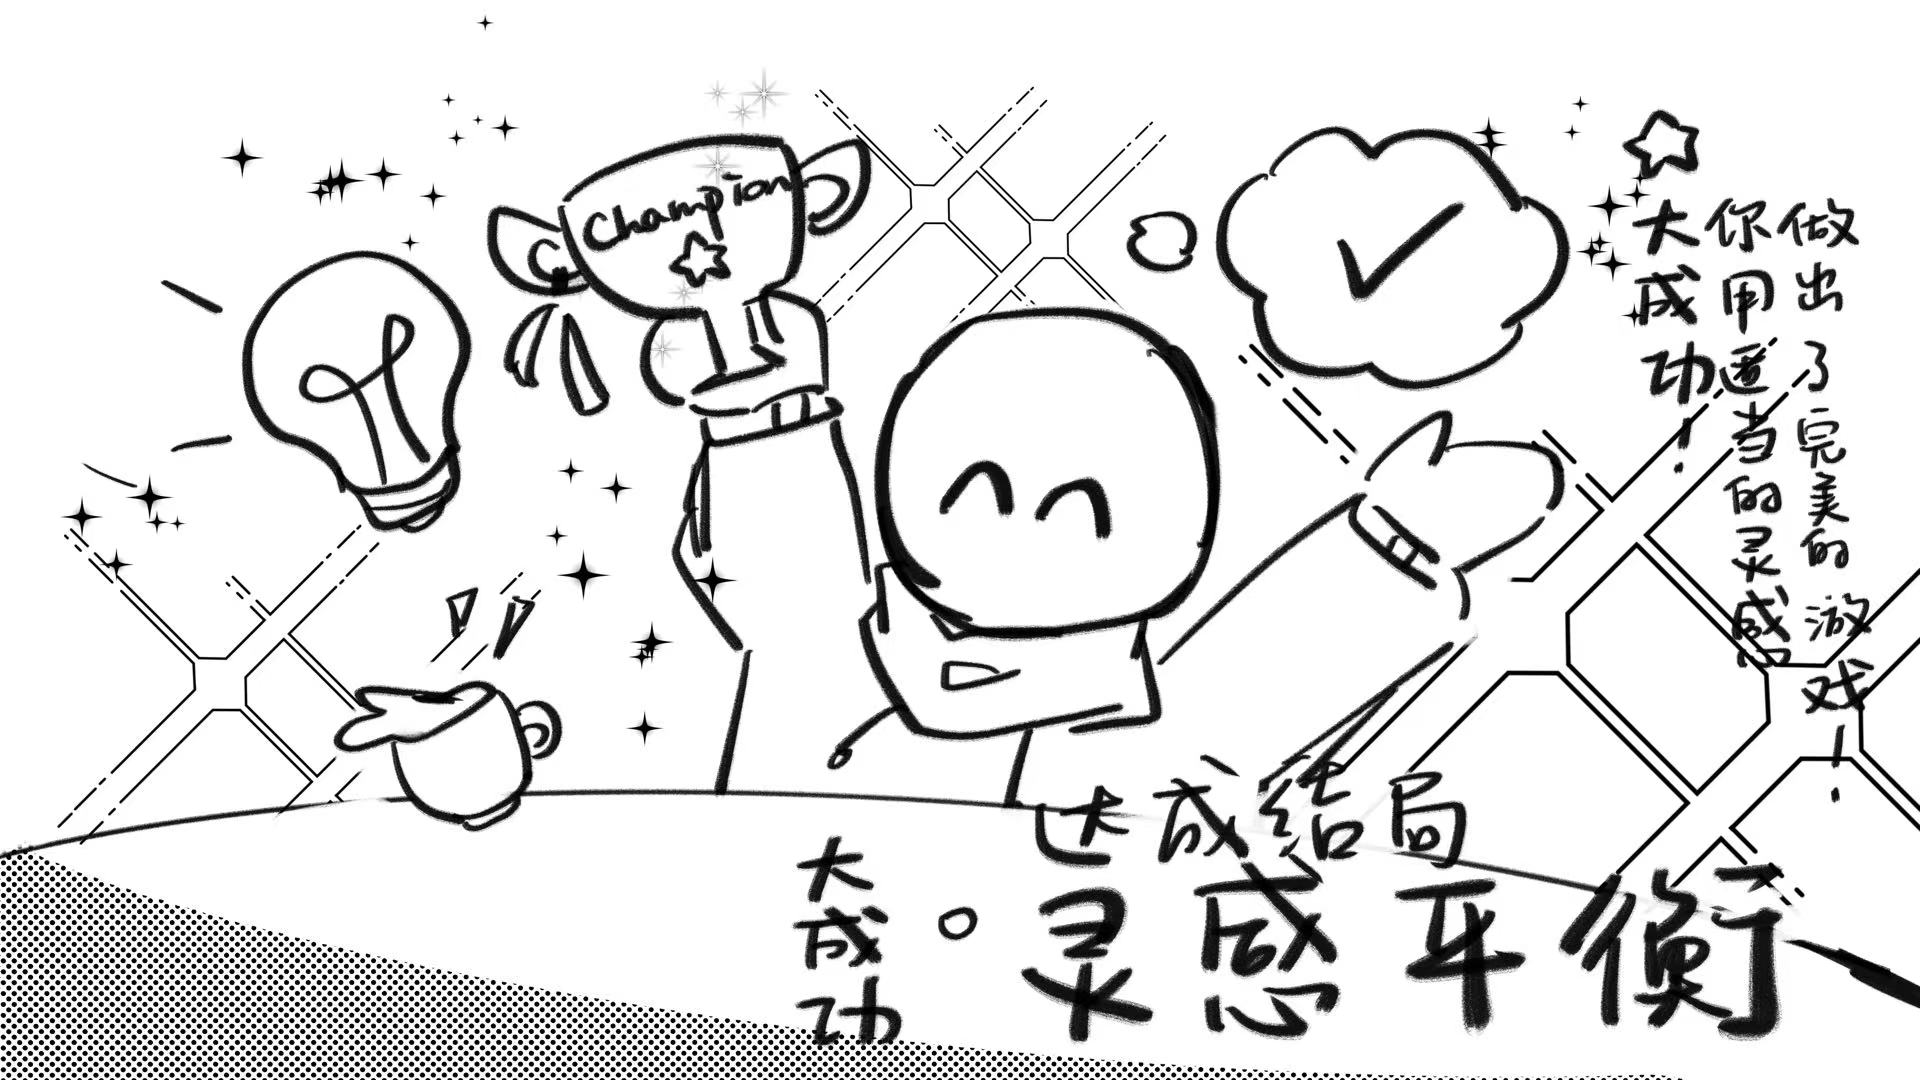 Champion
大成功!
你用適当的灵感
做出了完美的游戏!
达成结局
大成功。灵感平衡